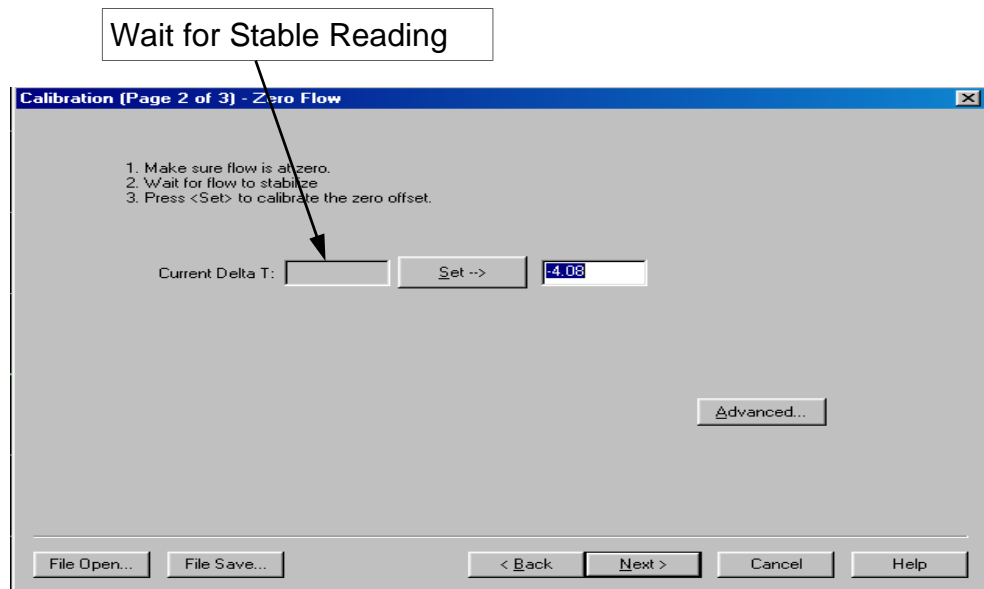 Wait for Stable Reading
Calibration (Page 2 of 3) - Zero Flow
1. Make sure flow is at zero.
2. Wait for flow to stabilize
3. Press <Set> to calibrate the zero offset.
Current Delta T: Set --> -4.08
Advanced...
File Open... File Save... < Back Next > Cancel Help